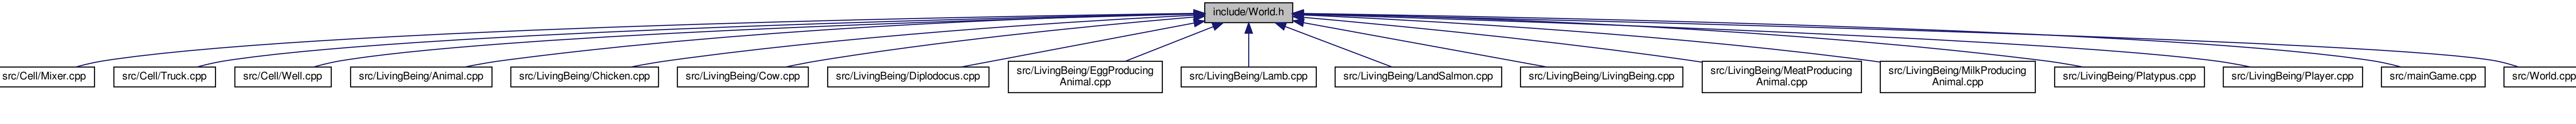 include/World.h
src/Cell/Mixer.cpp
src/Cell/Truck.cpp
src/Cell/Well.cpp
src/LivingBeing/Animal.cpp
src/LivingBeing/Chicken.cpp
src/LivingBeing/Cow.cpp
src/LivingBeing/Diplodocus.cpp
src/LivingBeing/EggProducing
Animal.cpp
src/LivingBeing/Lamb.cpp
src/LivingBeing/LandSalmon.cpp
src/LivingBeing/LivingBeing.cpp
src/LivingBeing/MeatProducing
Animal.cpp
src/LivingBeing/MilkProducing
Animal.cpp
src/LivingBeing/Platypus.cpp
src/LivingBeing/Player.cpp
src/mainGame.cpp
src/World.cpp